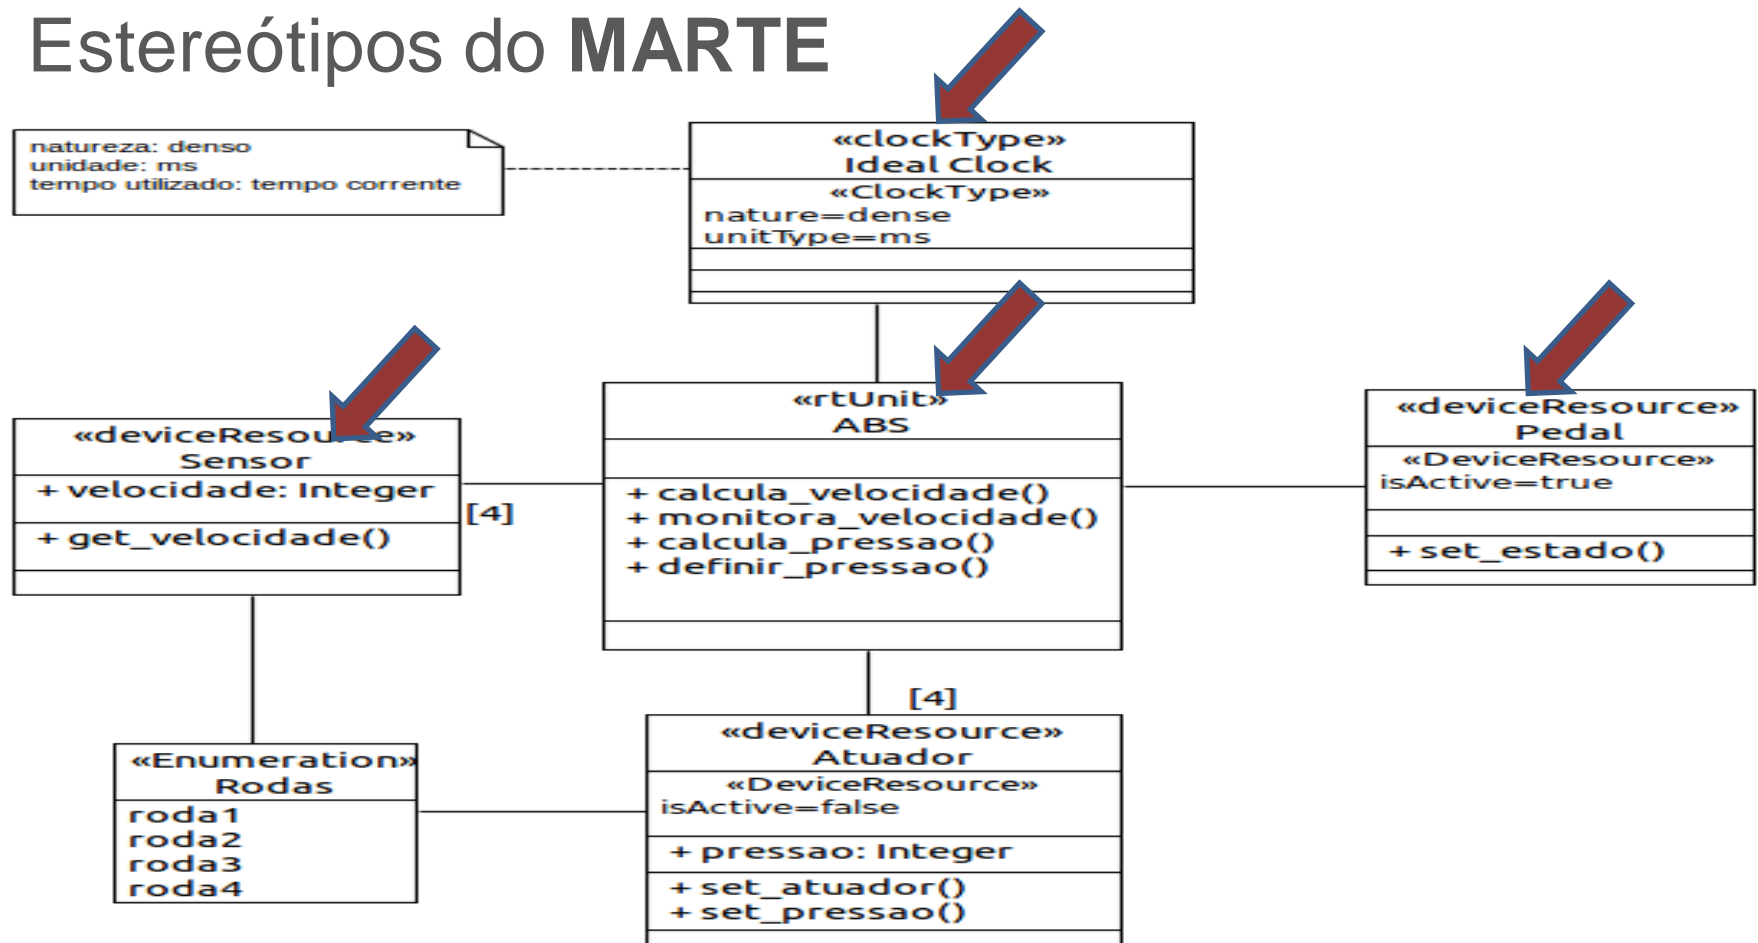 Estereótipos do MARTE
natureza: denso
unidade: ms
tempo utilizado: tempo corrente
«clockType»
Ideal Clock
«ClockType»
nature=dense
unitType=ms
«deviceResource»
Sensor
+ velocidade: Integer
+ get_velocidade()
[4]
«rtUnit»
ABS
+ calcula_velocidade()
+ monitora_velocidade()
+ calcula_pressao()
+ definir_pressao()
«deviceResource»
Pedal
«DeviceResource»
isActive=true
+ set_estado()
[4]
«Enumeration»
Rodas
roda1
roda2
roda3
roda4
«deviceResource»
Atuador
«DeviceResource»
isActive=false
+ pressao: Integer
+ set_atuador()
+ set_pressao()